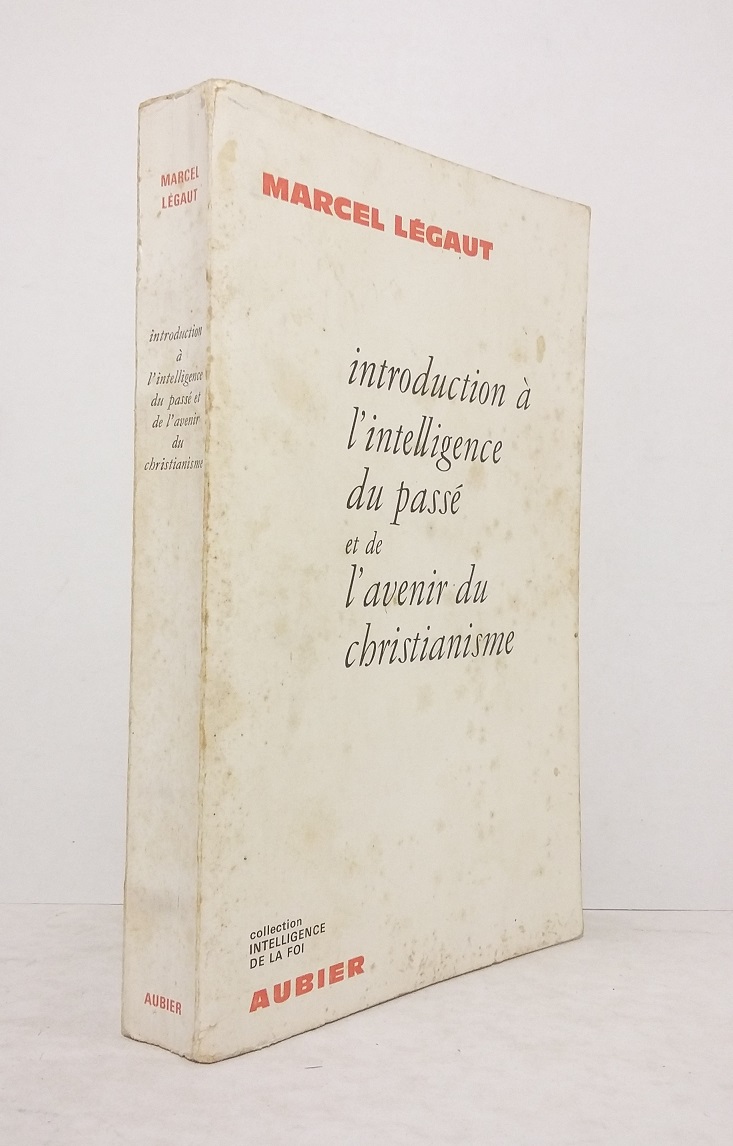 MARCEL
LÉGAUT
introduction
à
l'intelligence
du passé et
de l'avenir
du
christianisme
AUBIER
MARCEL LÉGAUT
introduction à
l'intelligence
du passé
et de
l'avenir du
christianisme
collection
INTELLIGENCE
DE LA FOI
AUBIER